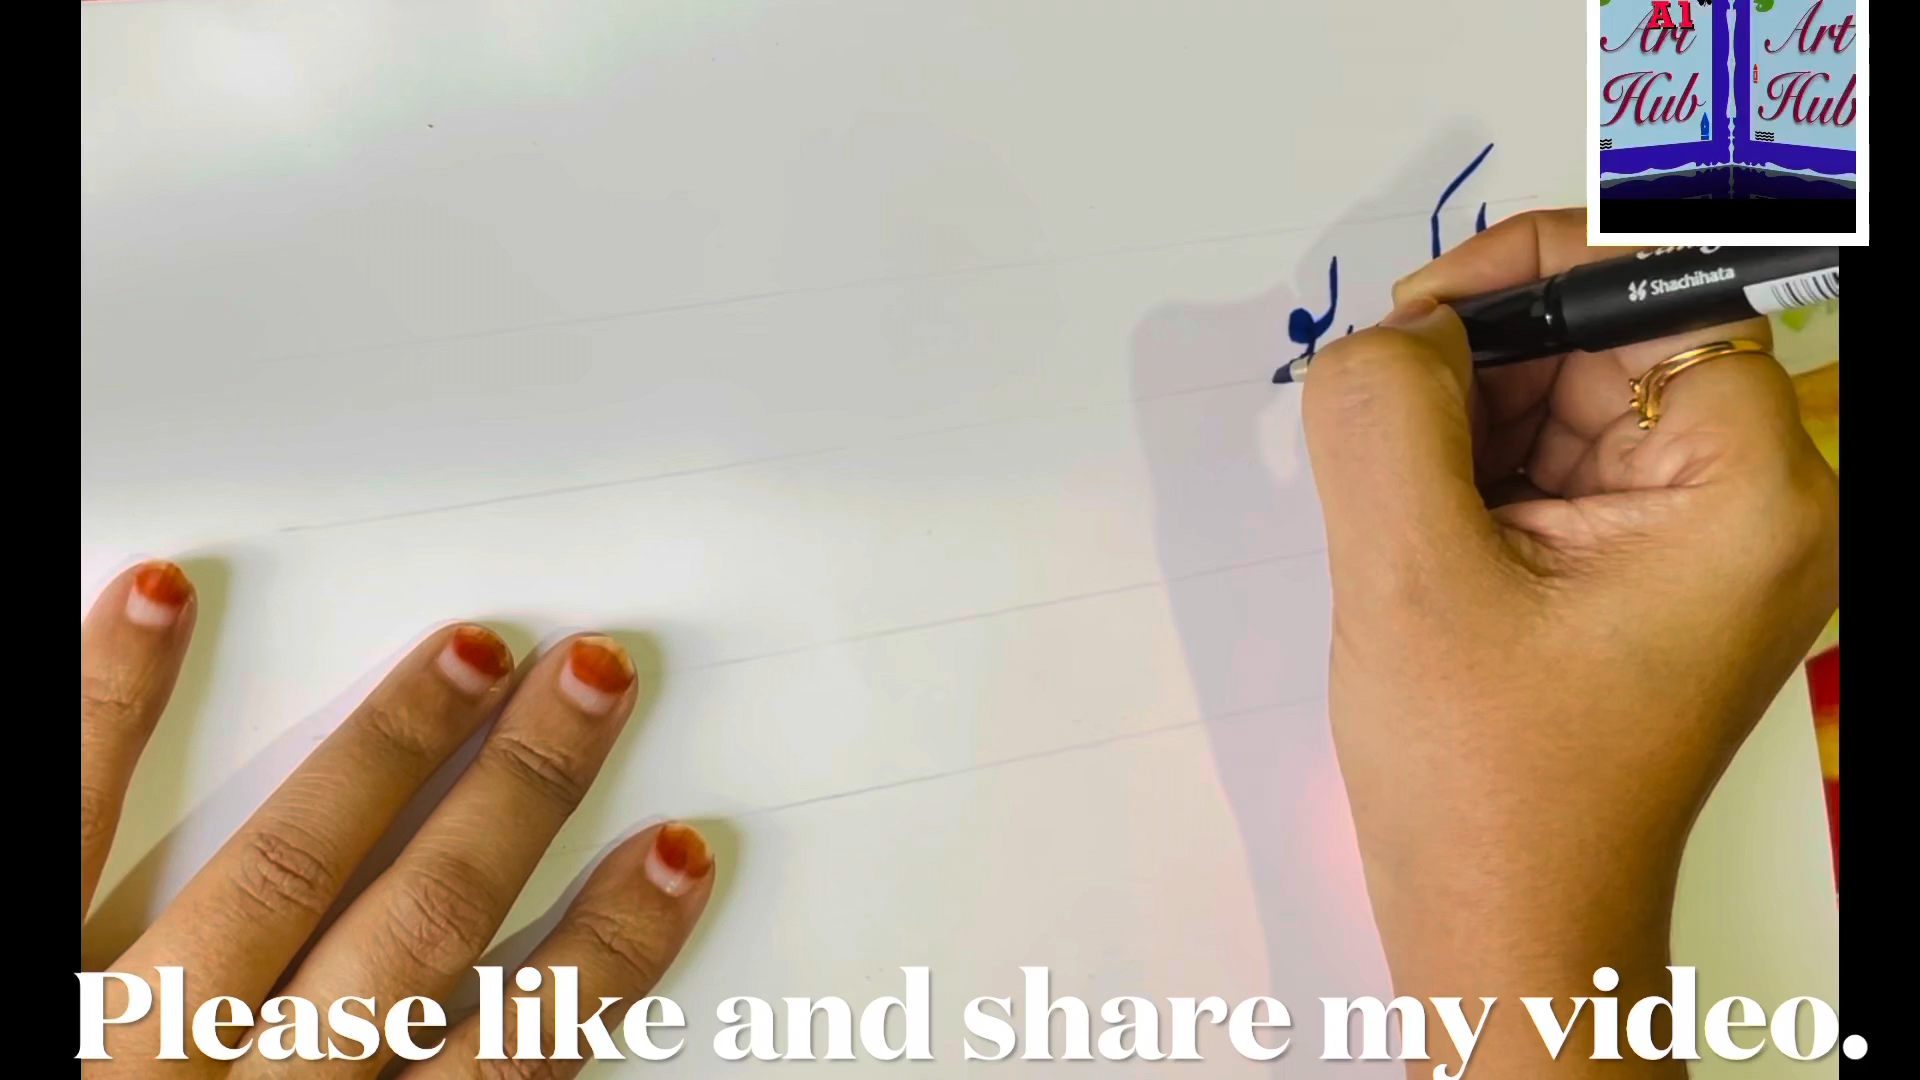 A1
Art Hub
Art Hub
Shachihata
Please like and share my video.